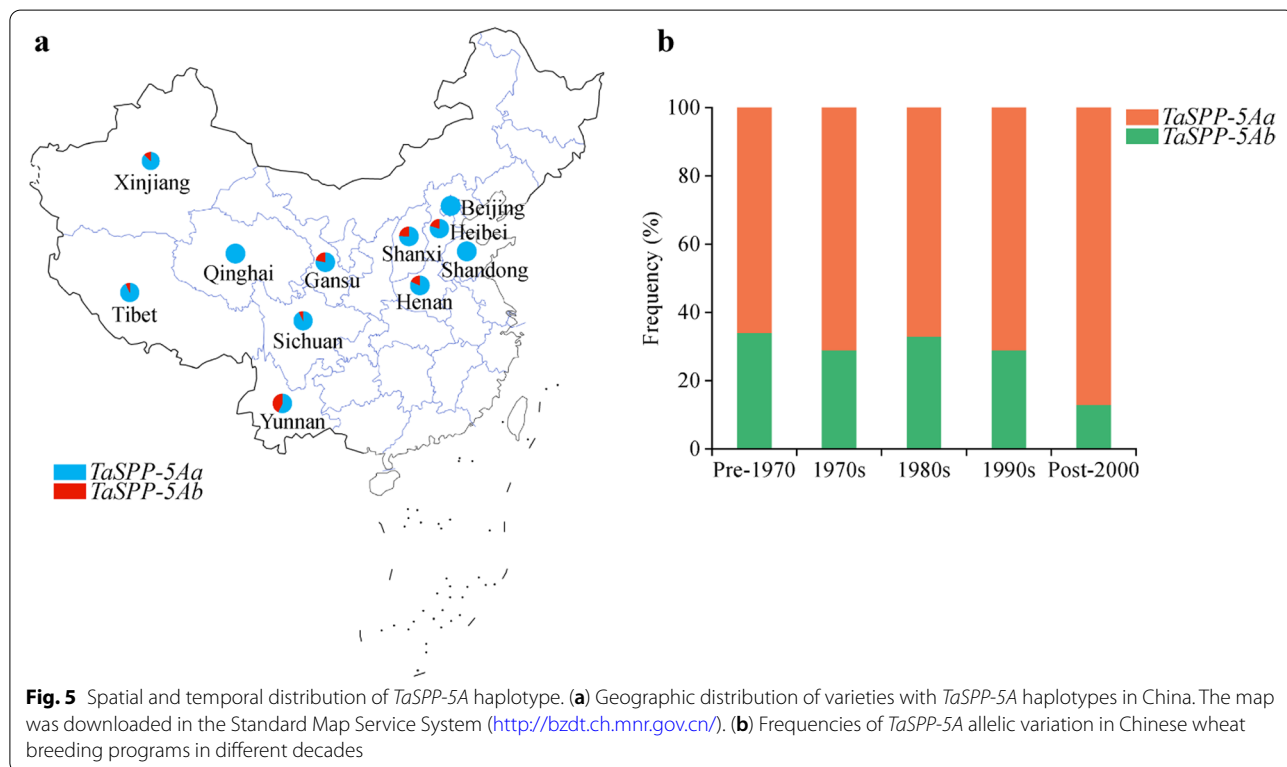 a
Xinjiang
Beijing
Heibei
Shanxi
Shandong
Qinghai
Gansu
Henan
Tibet
Sichuan
Yunnan
TaSPP-5Aa
TaSPP-5Ab
b
TaSPP-5Aa
TaSPP-5Ab
Frequency (%)
100
80
60
40
20
0
Pre-1970 1970s 1980s 1990s Post-2000
Fig. 5 Spatial and temporal distribution of TaSPP-5A haplotype. (a) Geographic distribution of varieties with TaSPP-5A haplotypes in China. The map
was downloaded in the Standard Map Service System (http://bzdt.ch.mnr.gov.cn/). (b) Frequencies of TaSPP-5A allelic variation in Chinese wheat
breeding programs in different decades